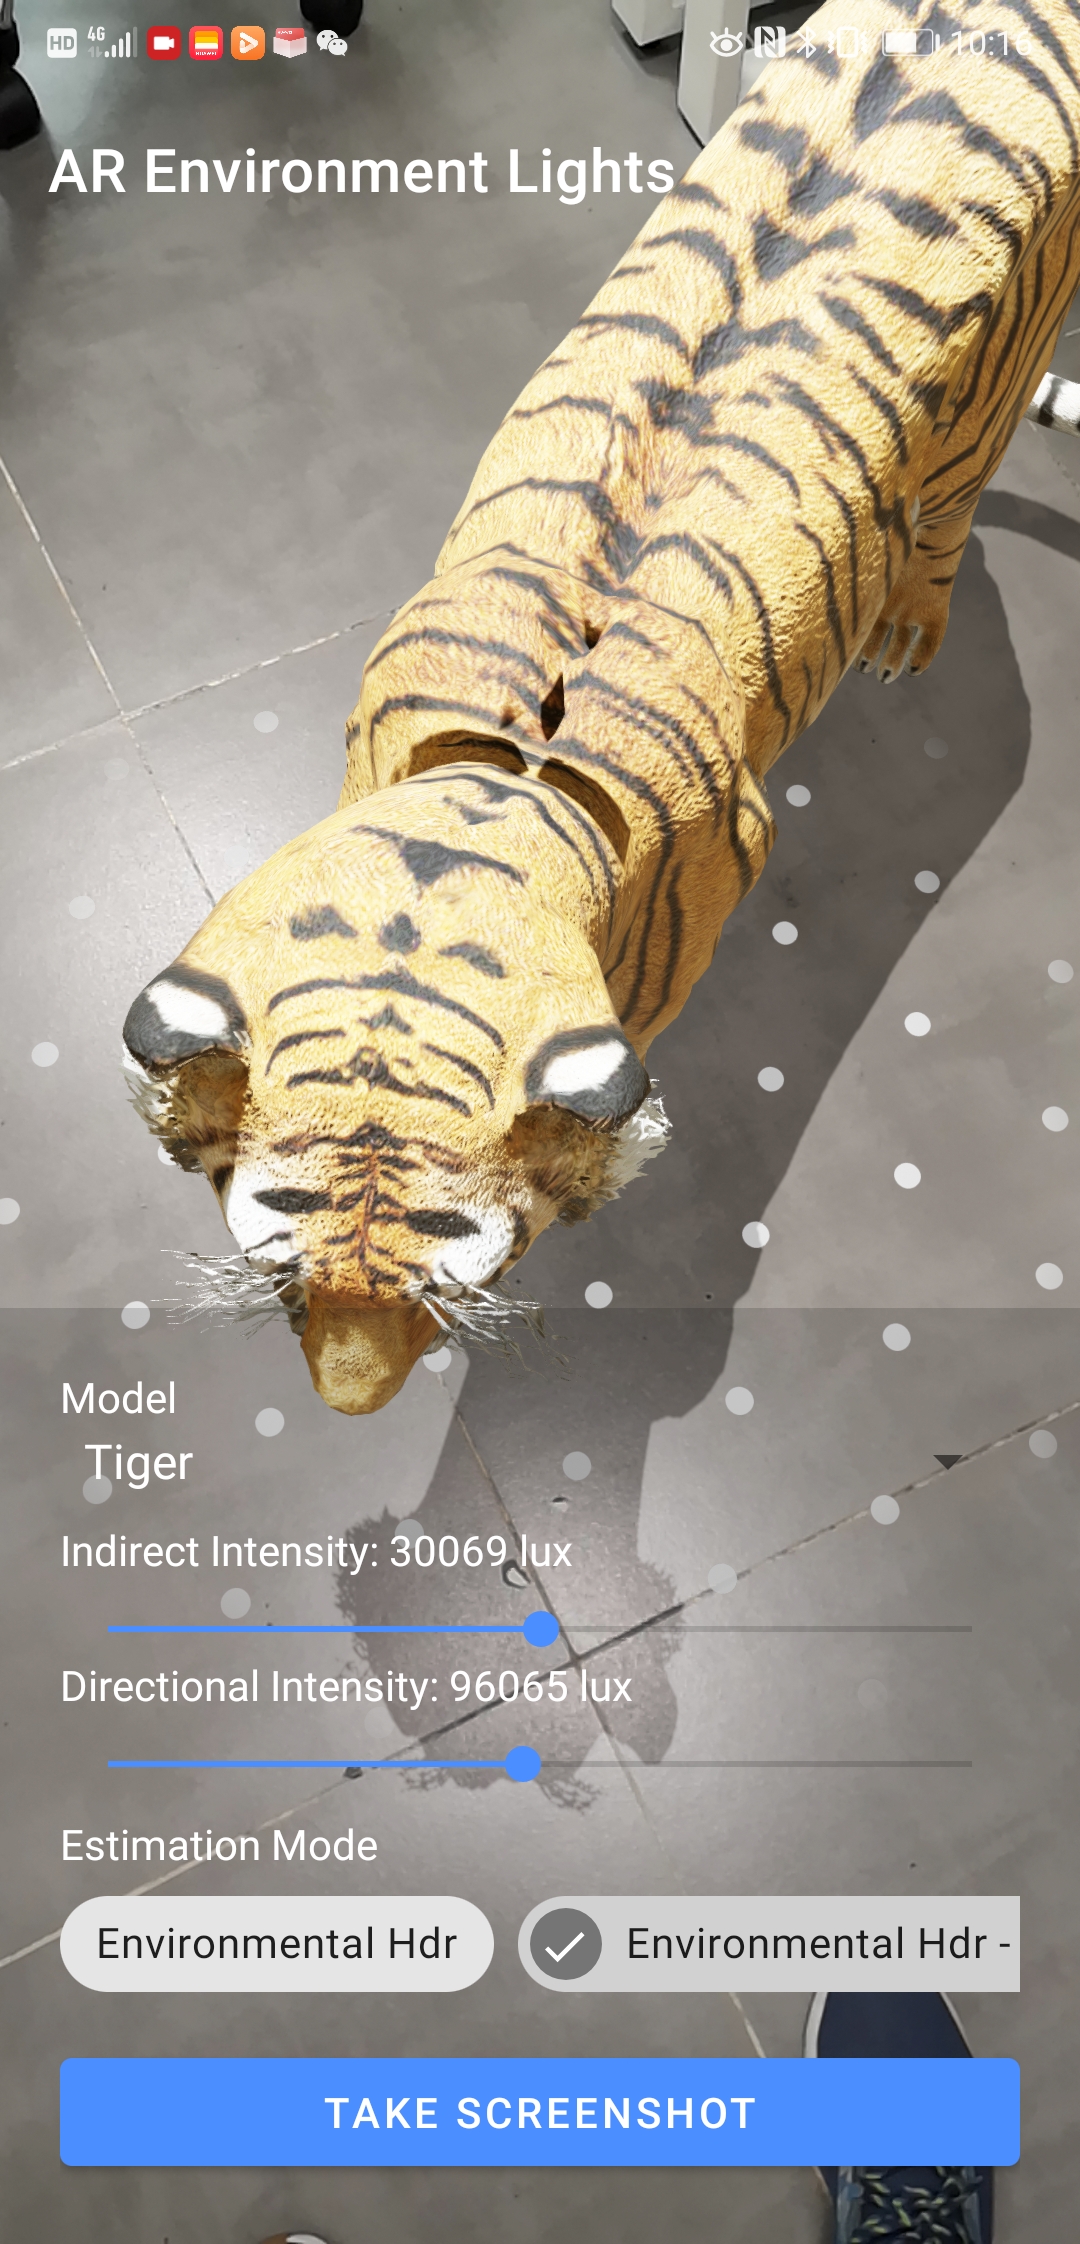 HD 4G 10:16
AR Environment Lights
Model
Tiger
Indirect Intensity: 30069 lux
Directional Intensity: 96065 lux
Estimation Mode
Environmental Hdr Environmental Hdr -
TAKE SCREENSHOT